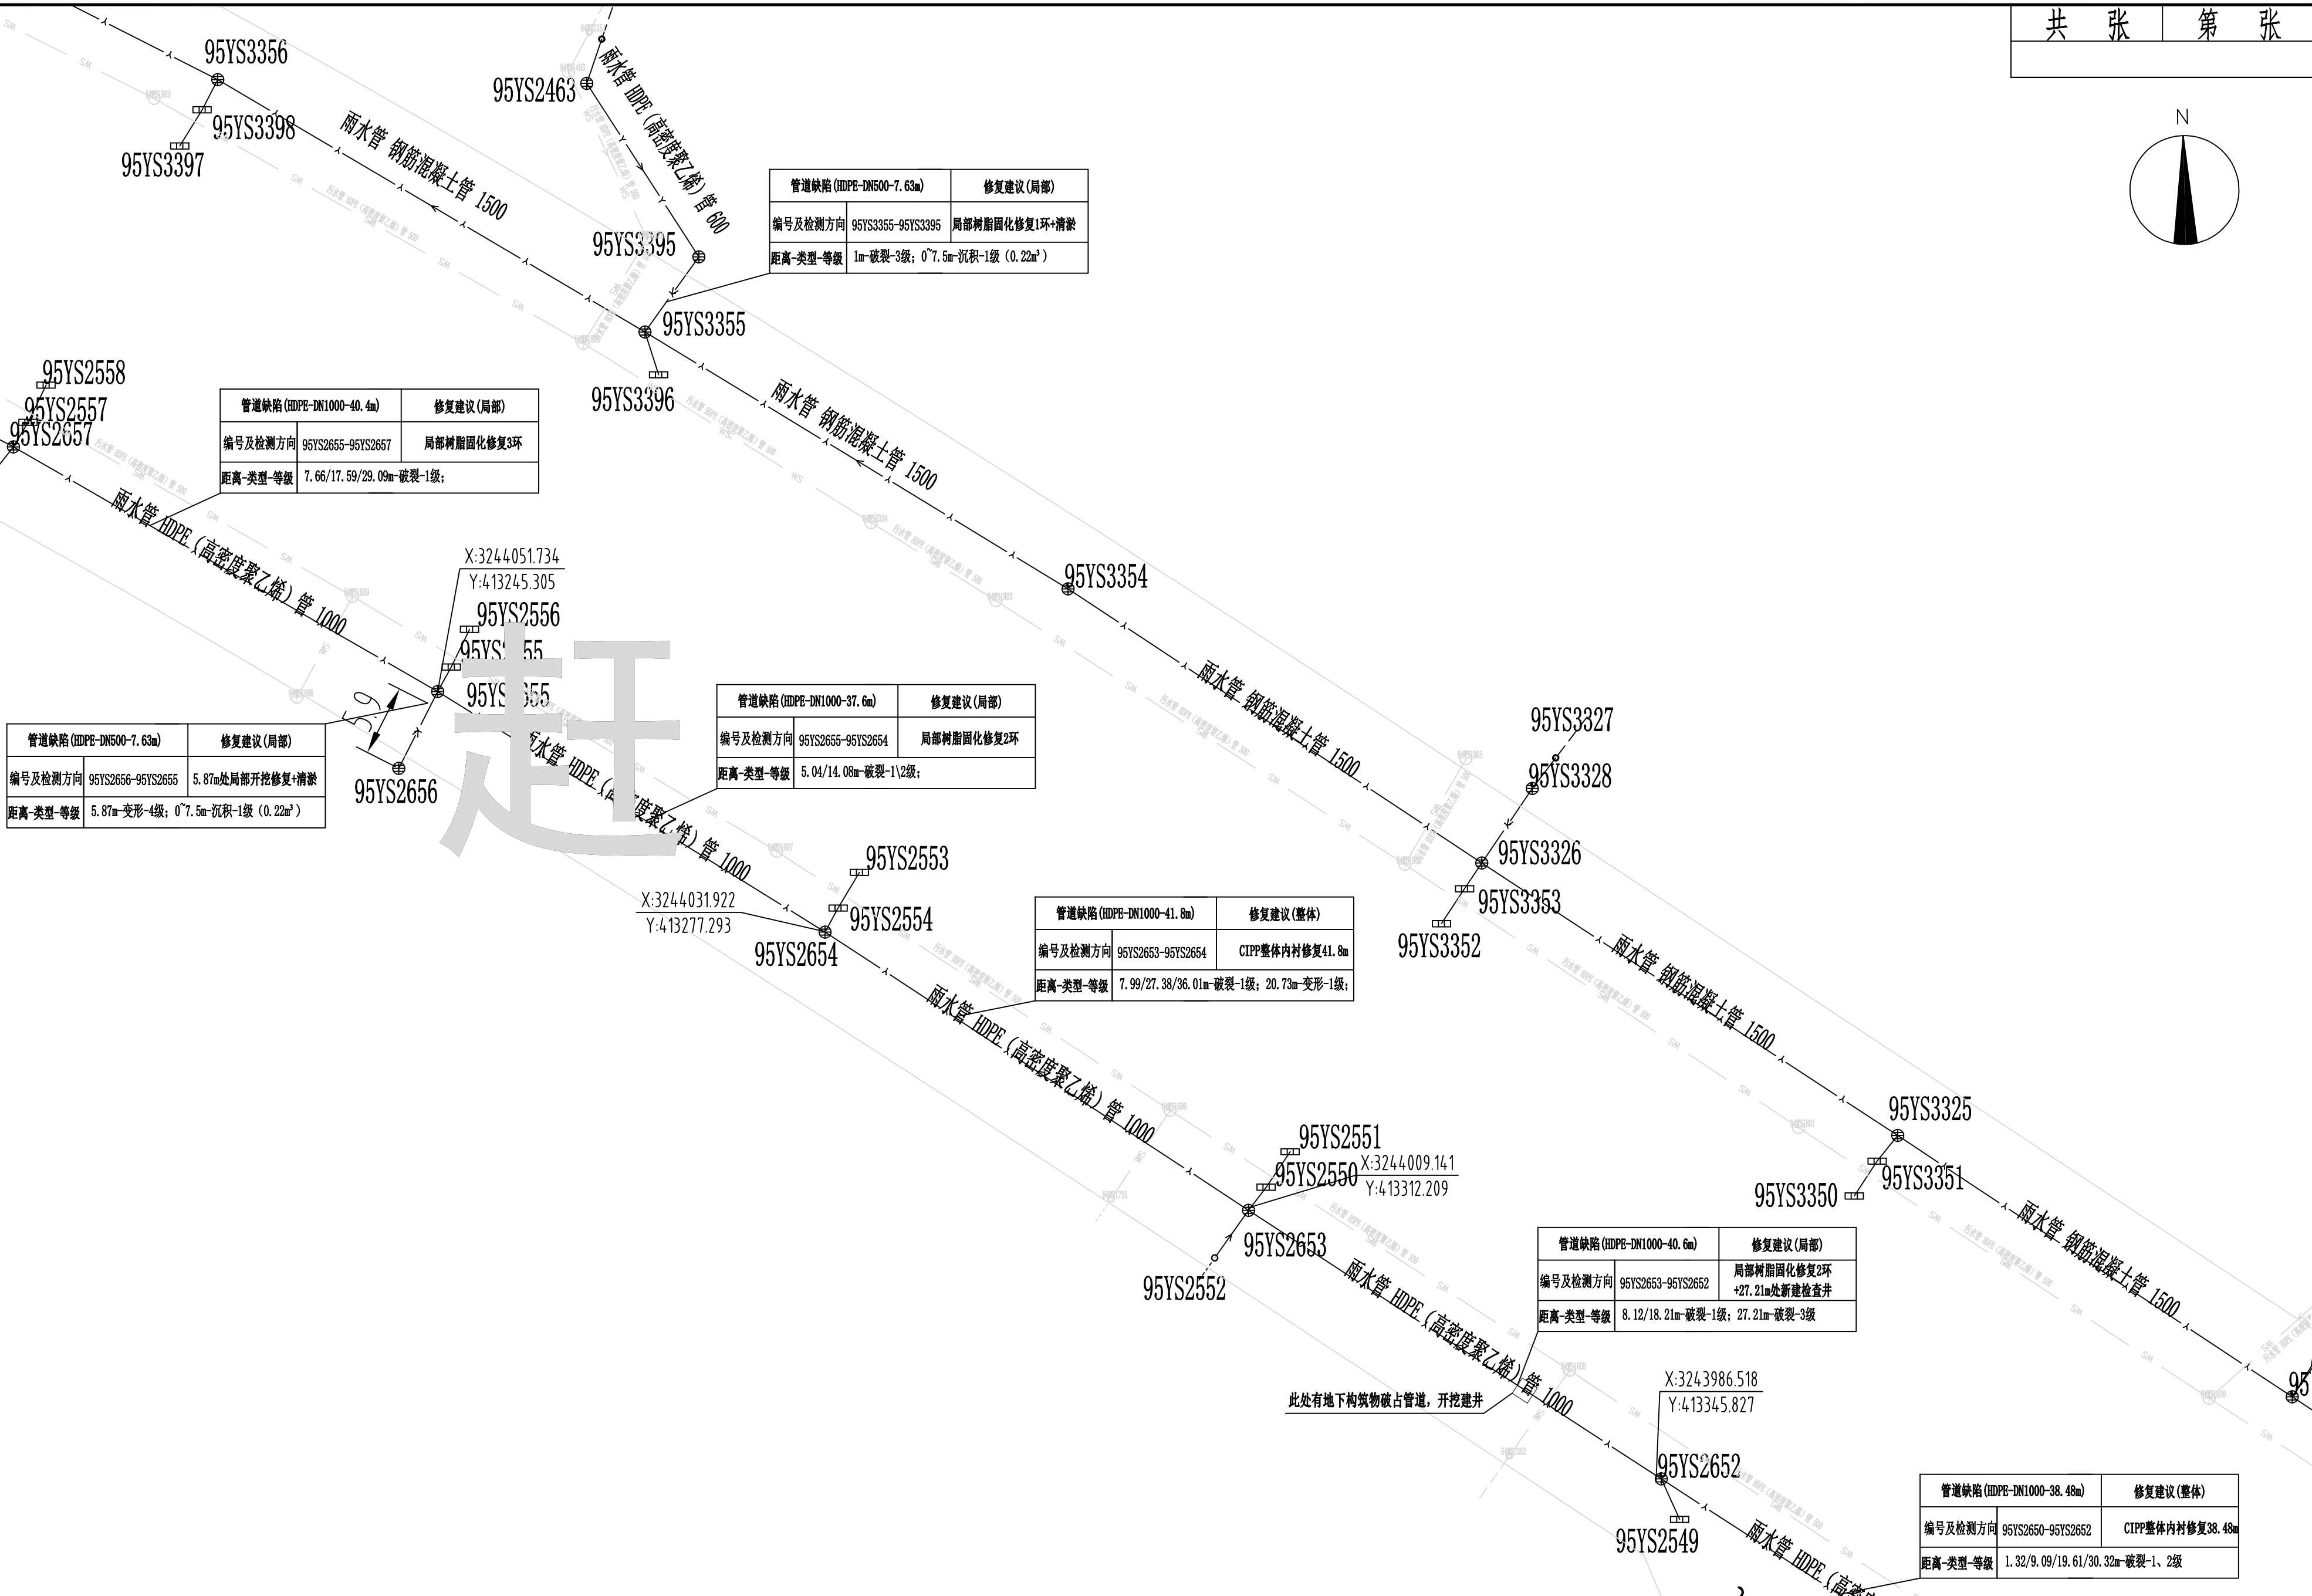 共 张 第 张
N
95YS3356
95YS3398
95YS3397
雨水管 钢筋混凝土管 1500
95YS2463
雨水管 HDPE (高密度聚乙烯) 管 600
95YS3395
管道缺陷(HDPE-DN500-7.63m) 修复建议(局部)
编号及检测方向 95YS3355-95YS3395 局部树脂固化修复1环+清淤
距离-类型-等级 1m-破裂-3级; 0~7.5m-沉积-1级 (0.22m³)
95YS3355
95YS3396
雨水管 钢筋混凝土管 1500
95YS2558
95YS2557
95YS2657
管道缺陷(HDPE-DN1000-40.4m) 修复建议(局部)
编号及检测方向 95YS2655-95YS2657 局部树脂固化修复3环
距离-类型-等级 7.66/17.59/29.09m-破裂-1级;
雨水管 HDPE (高密度聚乙烯) 管 1000
X:3244051.734
Y:413245.305
95YS2556
95YS3354
雨水管 钢筋混凝土管 1500
5.9
95YS2656
管道缺陷(HDPE-DN500-7.63m) 修复建议(局部)
编号及检测方向 95YS2656-95YS2655 5.87m处局部开挖修复+清淤
距离-类型-等级 5.87m-变形-4级; 0~7.5m-沉积-1级 (0.22m³)
管道缺陷(HDPE-DN1000-37.6m) 修复建议(局部)
编号及检测方向 95YS2655-95YS2654 局部树脂固化修复2环
距离-类型-等级 5.04/14.08m-破裂-1\2级;
雨水管 HDPE (高密度聚乙烯) 管 1000
95YS3327
95YS3328
95YS3326
95YS3353
95YS3352
95YS2553
95YS2554
X:3244031.922
Y:413277.293
95YS2654
管道缺陷(HDPE-DN1000-41.8m) 修复建议(整体)
编号及检测方向 95YS2653-95YS2654 CIPP整体内衬修复41.8m
距离-类型-等级 7.99/27.38/36.01m-破裂-1级; 20.73m-变形-1级;
雨水管 钢筋混凝土管 1500
雨水管 HDPE (高密度聚乙烯) 管 1000
95YS3325
95YS3351
95YS3350
95YS2551
95YS2550
X:3244009.141
Y:413312.209
95YS2653
95YS2552
雨水管 钢筋混凝土管 1500
管道缺陷(HDPE-DN1000-40.6m) 修复建议(局部)
编号及检测方向 95YS2653-95YS2652 局部树脂固化修复2环
+27.21m处新建检查井
距离-类型-等级 8.12/18.21m-破裂-1级; 27.21m-破裂-3级
雨水管 HDPE (高密度聚乙烯) 管 1000
此处有地下构筑物破占管道，开挖建井
X:3243986.518
Y:413345.827
95YS2652
95YS2549
管道缺陷(HDPE-DN1000-38.48m) 修复建议(整体)
编号及检测方向 95YS2650-95YS2652 CIPP整体内衬修复38.48m
距离-类型-等级 1.32/9.09/19.61/30.32m-破裂-1、2级
雨水管 HDPE (高密